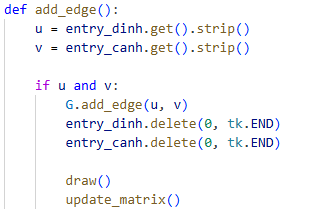 def add_edge():
    u = entry_dinh.get().strip()
    v = entry_canh.get().strip()

    if u and v:
        G.add_edge(u, v)
        entry_dinh.delete(0, tk.END)
        entry_canh.delete(0, tk.END)

        draw()
        update_matrix()